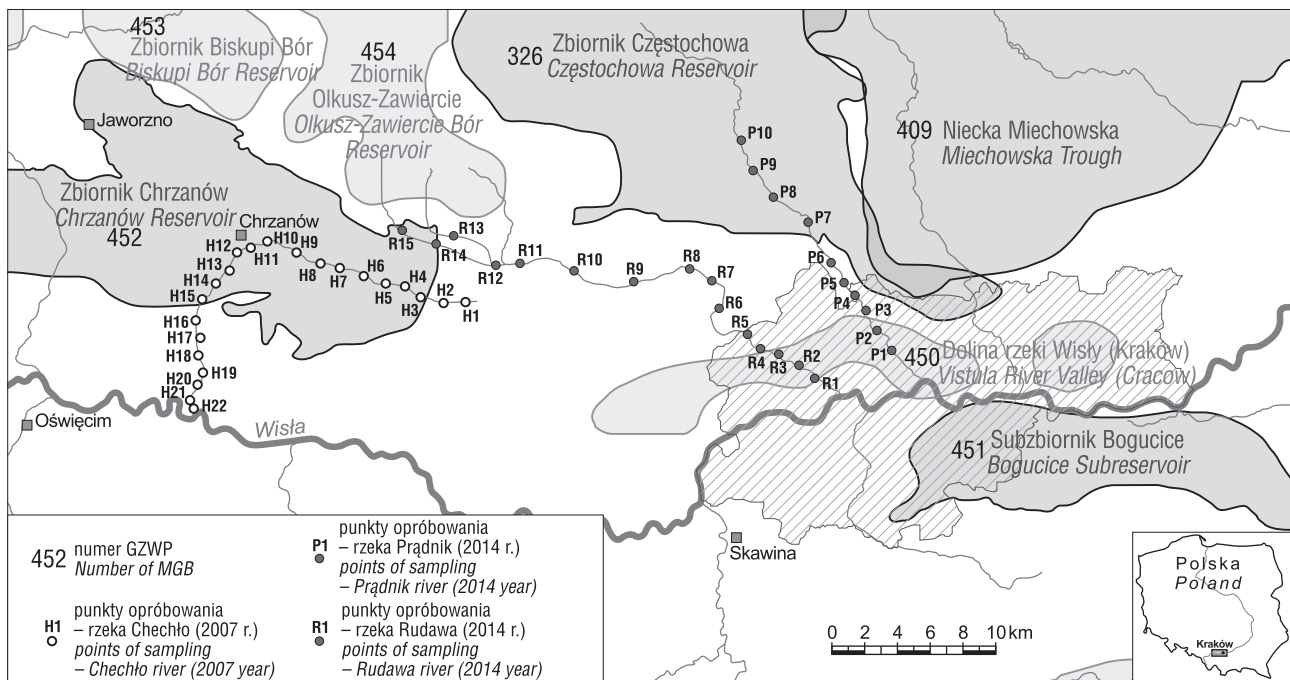 453
Zbiornik Biskupi Bór
Biskupi Bór Reservoir
454
Zbiornik
Olkusz-Zawiercie
Olkusz-Zawiercie Bór
Reservoir
326
Zbiornik Częstochowa
Częstochowa Reservoir
409
Niecka Miechowska
Miechowska Trough
Jaworzno
Zbiornik Chrzanów
Chrzanów Reservoir
452
Chrzanów
P10
P9
P8
P7
P6
P5
P4
P3
P2
P1
R15
R14
R13
R12
R11
R10
R9
R8
R7
R6
R5
R4
R3
R2
R1
H12
H11
H10
H9
H8
H7
H6
H5
H4
H3
H2
H1
H13
H14
H15
H16
H17
H18
H19
H20
H21
H22
450
Dolina rzeki Wisły (Kraków)
Vistula River Valley (Cracow)
Oświęcim
Wisła
451
Subzbiornik Bogucice
Bogucice Subreservoir
Skawina
452
numer GZWP
Number of MGB
H1
punkty opróbowania
– rzeka Chechło (2007 r.)
points of sampling
– Chechło river (2007 year)
P1
punkty opróbowania
– rzeka Prądnik (2014 r.)
points of sampling
– Prądnik river (2014 year)
R1
punkty opróbowania
– rzeka Rudawa (2014 r.)
points of sampling
– Rudawa river (2014 year)
0 2 4 6 8 10 km
Polska
Poland
Kraków